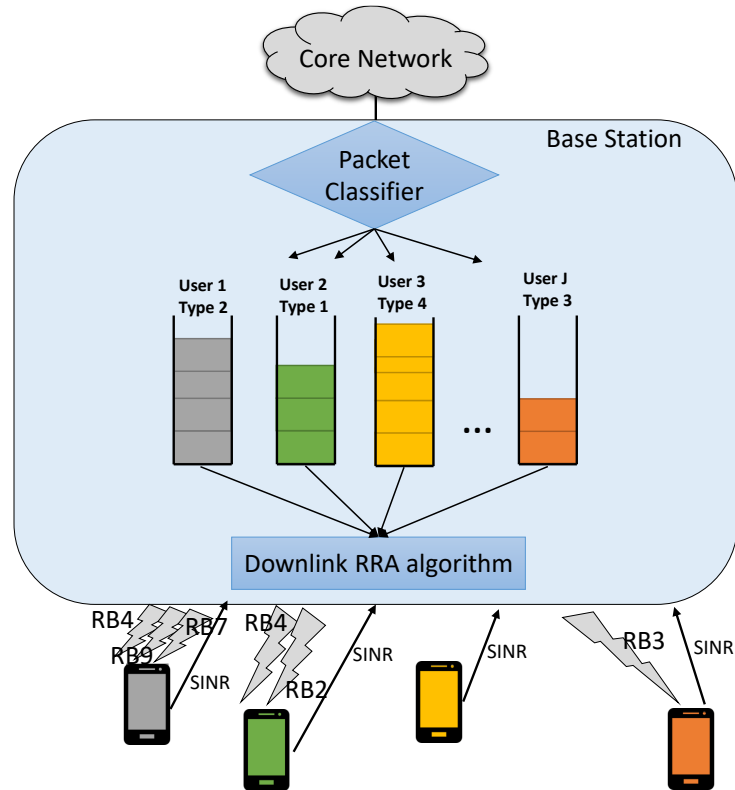 Core Network
Base Station
Packet
Classifier
User 1
Type 2
User 2
Type 1
User 3
Type 4
User J
Type 3
...
Downlink RRA algorithm
RB4
RB9
RB7
SINR
RB4
RB2
SINR
SINR
RB3
SINR